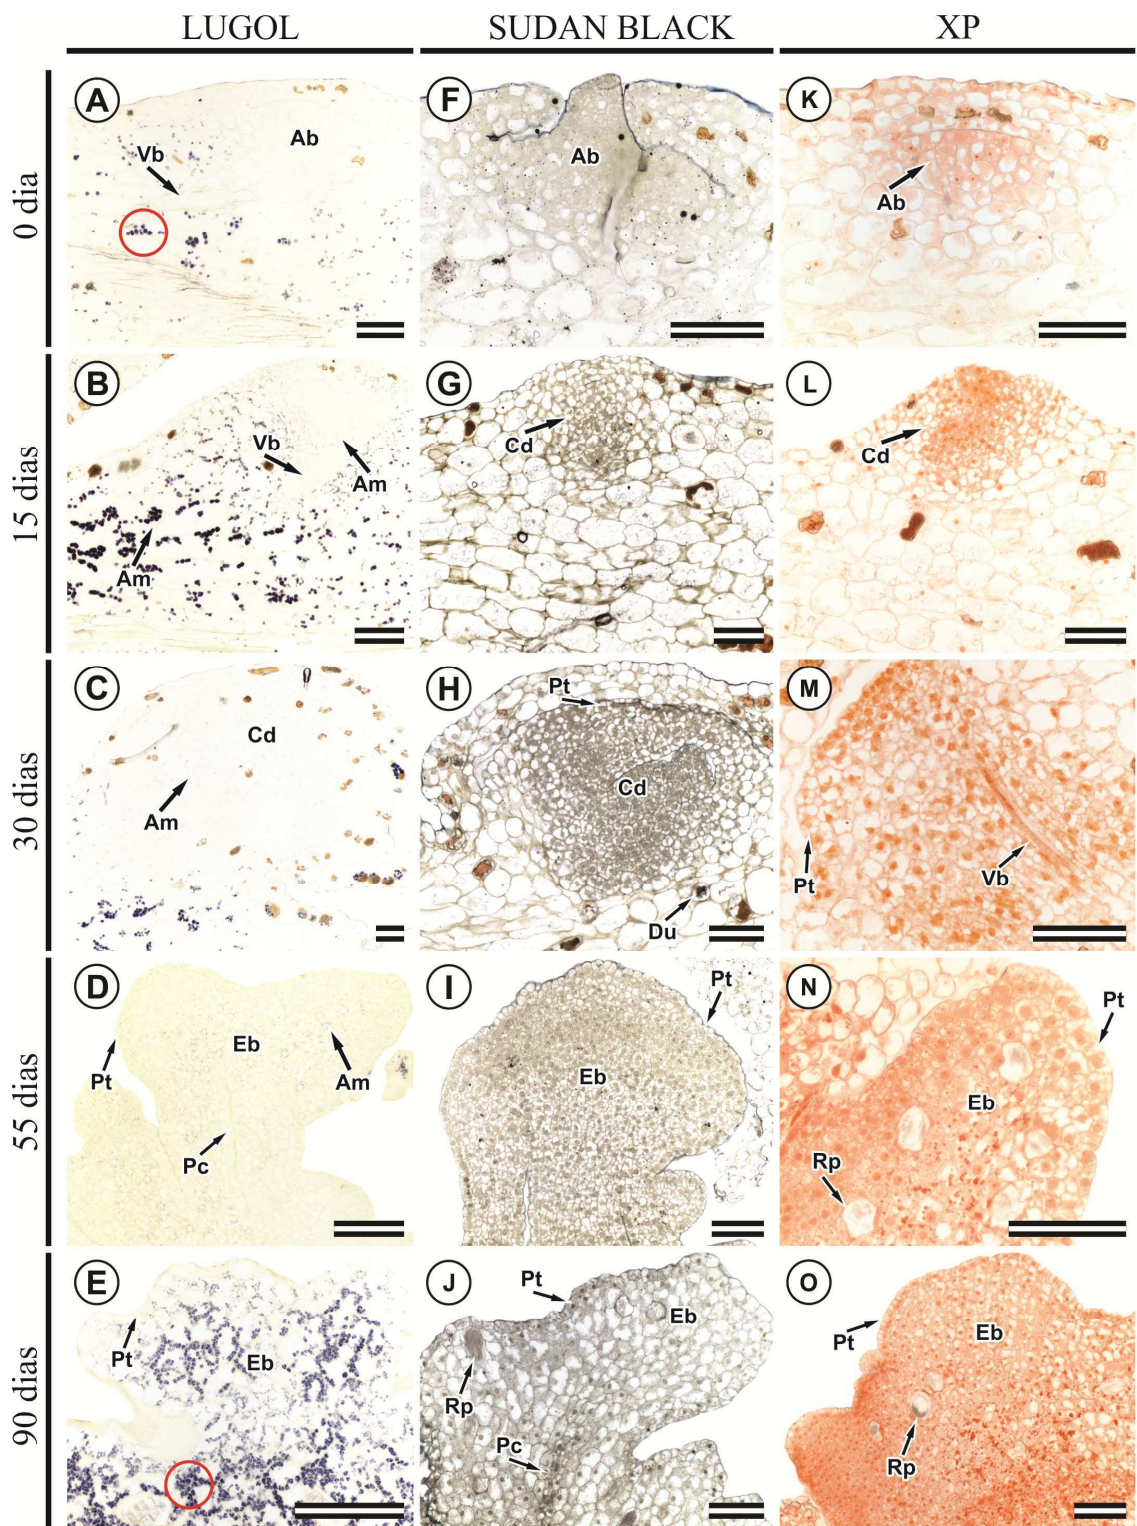 LUGOL SUDAN BLACK XP
0 dia
A Ab Vb
F Ab
K Ab
15 dias
B Vb Am Am
G Cd
L Cd
30 dias
C Cd Am
H Pt Cd Du
M Pt Vb
55 dias
D Eb Pt Am Pc
I Pt Eb
N Pt Eb Rp
90 dias
E Pt Eb
J Pt Eb Rp Pc
O Pt Eb Rp